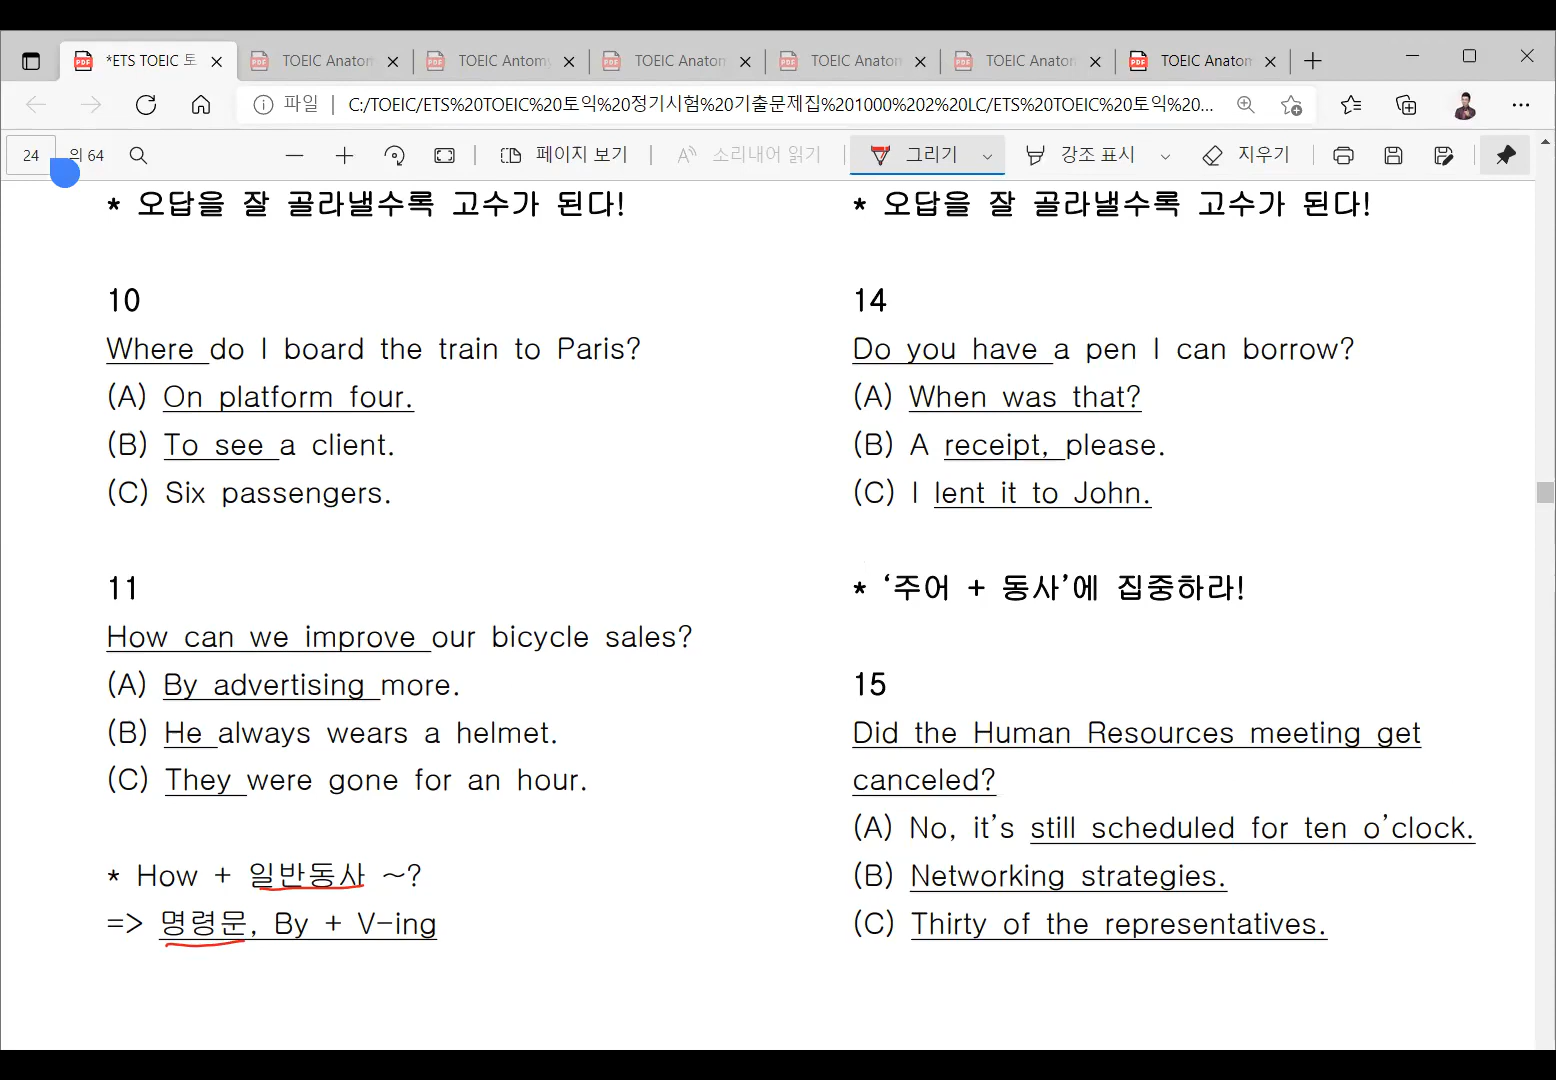 *ETS TOEIC 토
TOEIC Anatom
TOEIC Antomy
TOEIC Anatom
TOEIC Anatom
TOEIC Anatom
TOEIC Anatom
파일 C:/TOEIC/ETS%20TOEIC%20토익%20정기시험%20기출문제집%201000%202%20LC/ETS%20TOEIC%20토익%20...
24 의 64 페이지 보기 소리내어 읽기 그리기 강조 표시 지우기
* 오답을 잘 골라낼수록 고수가 된다!
10
Where do I board the train to Paris?
(A) On platform four.
(B) To see a client.
(C) Six passengers.
11
How can we improve our bicycle sales?
(A) By advertising more.
(B) He always wears a helmet.
(C) They were gone for an hour.
* How + 일반동사 ~?
=> 명령문, By + V-ing
* 오답을 잘 골라낼수록 고수가 된다!
14
Do you have a pen I can borrow?
(A) When was that?
(B) A receipt, please.
(C) I lent it to John.
* ‘주어 + 동사’에 집중하라!
15
Did the Human Resources meeting get
canceled?
(A) No, it’s still scheduled for ten o’clock.
(B) Networking strategies.
(C) Thirty of the representatives.